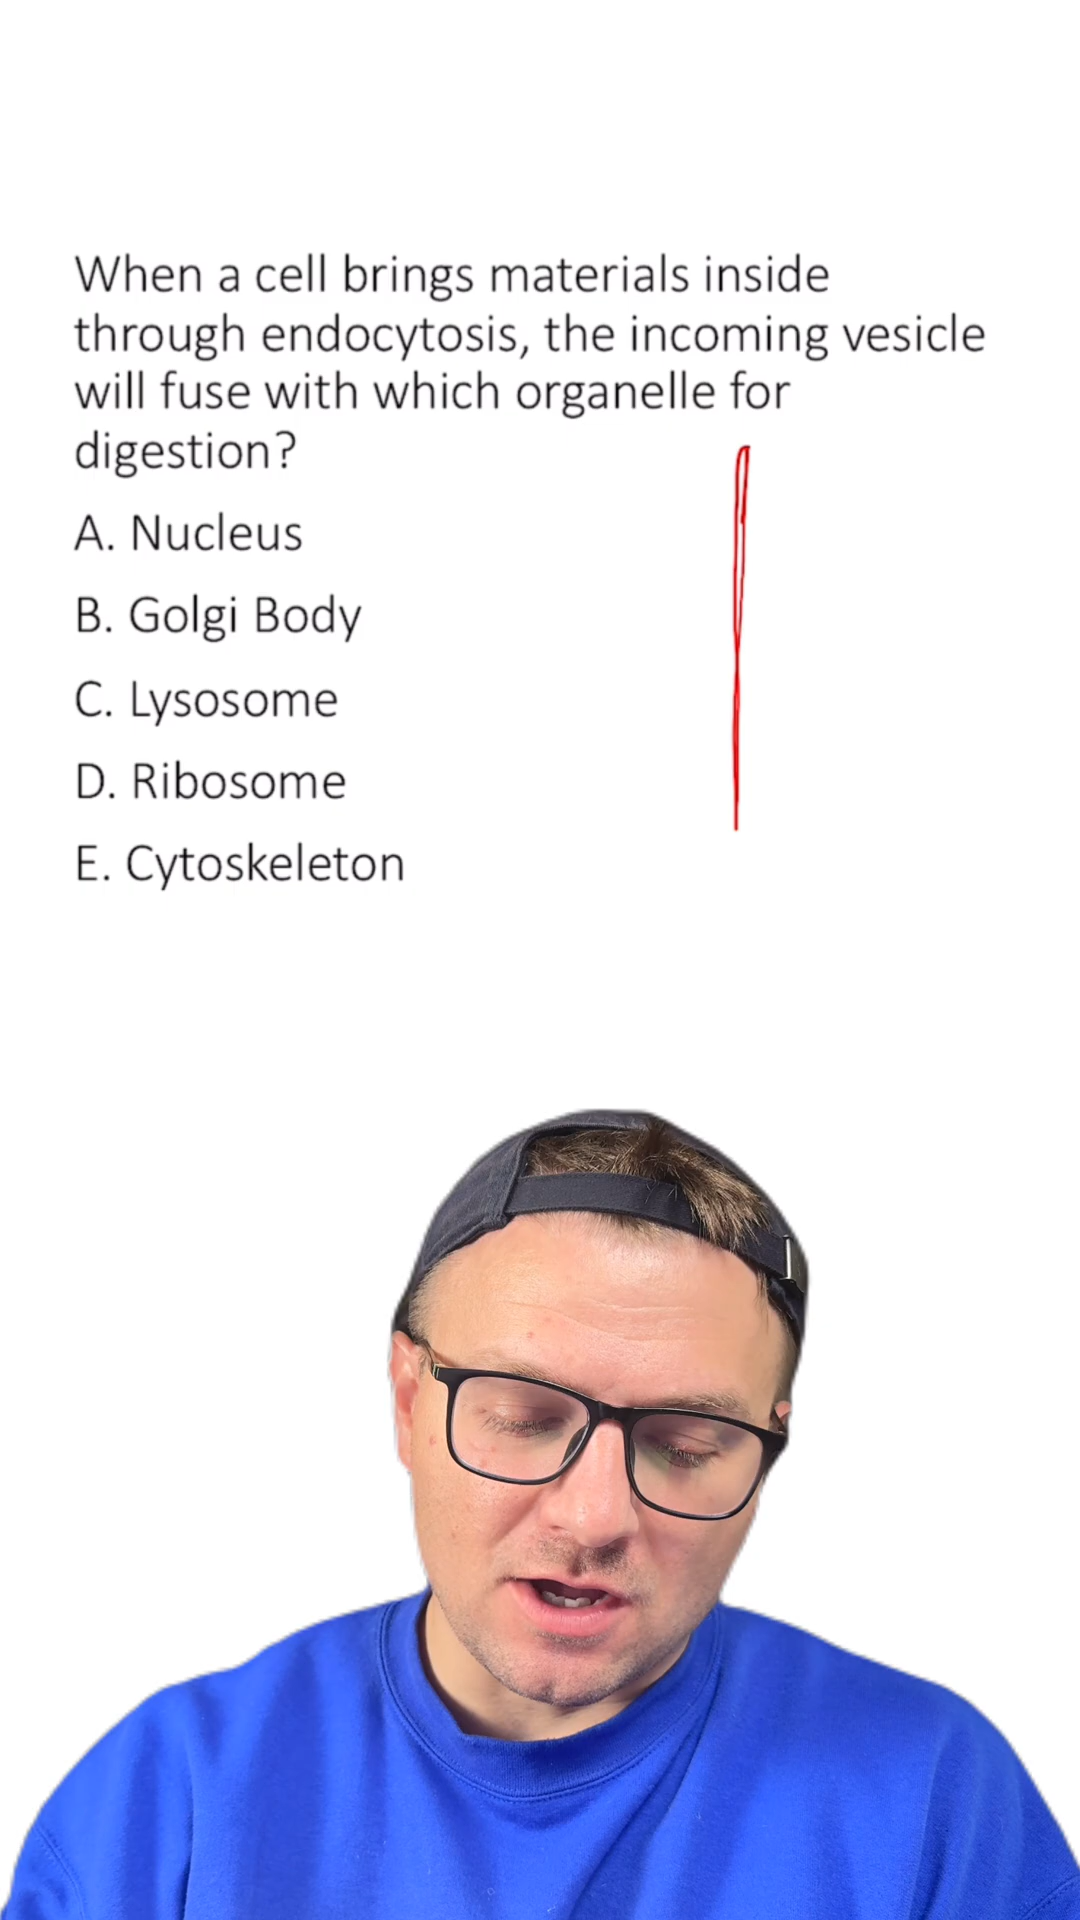 When a cell brings materials inside
through endocytosis, the incoming vesicle
will fuse with which organelle for
digestion?
A. Nucleus
B. Golgi Body
C. Lysosome
D. Ribosome
E. Cytoskeleton